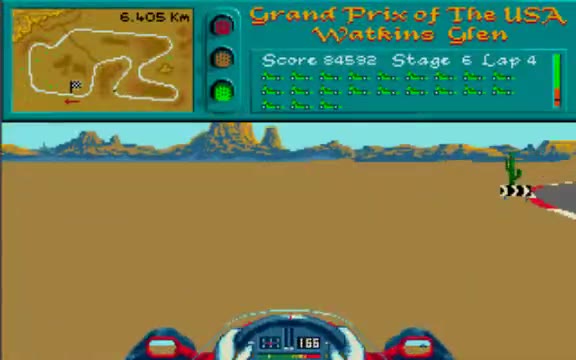 6.405 Km
Grand Prix of The USA
Watkins Glen
Score 84592 Stage 6 Lap 4
166